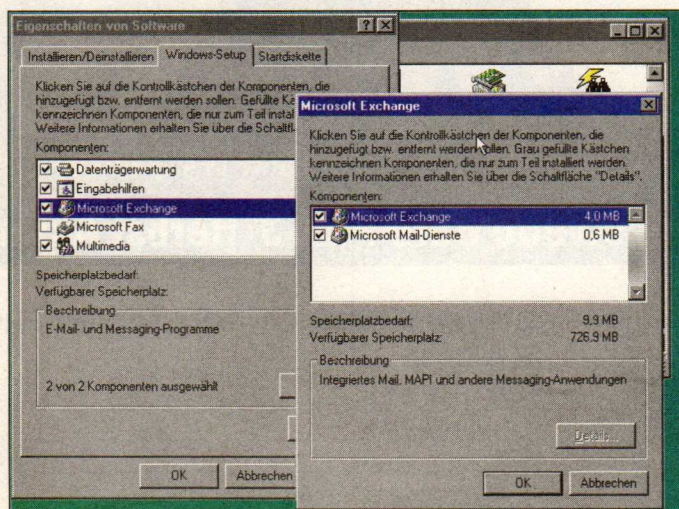 Eigenschaften von Software
Installieren/Deinstallieren
Windows-Setup
Startdiskette
Klicken Sie auf die Kontrollkästchen der Komponenten, die
hinzugefügt bzw. entfernt werden sollen. Gefüllte
kennzeichnen Komponenten, die nur zum Teil
Weitere Informationen erhalten Sie über die
Komponenten:
Datenträgerwartung
Eingabehilfen
Microsoft Exchange
Microsoft Fax
Multimedia
Speicherplatzbedarf:
Verfügbarer Speicherplatz:
Beschreibung
E-Mail- und Messaging-Programme
2 von 2 Komponenten ausgewählt
OK
Abbrechen
Microsoft Exchange
Klicken Sie auf die Kontrollkästchen der Komponenten, die
hinzugefügt bzw. entfernt werden sollen. Grau gefüllte Kästchen
kennzeichnen Komponenten, die nur zum Teil installiert werden.
Weitere Informationen erhalten Sie über die Schaltfläche "Details".
Komponenten:
Microsoft Exchange 4,0 MB
Microsoft Mail-Dienste 0,6 MB
Speicherplatzbedarf: 9,9 MB
Verfügbarer Speicherplatz: 726,9 MB
Beschreibung
Integriertes Mail, MAPI und andere Messaging-Anwendungen
Details...
OK
Abbrechen